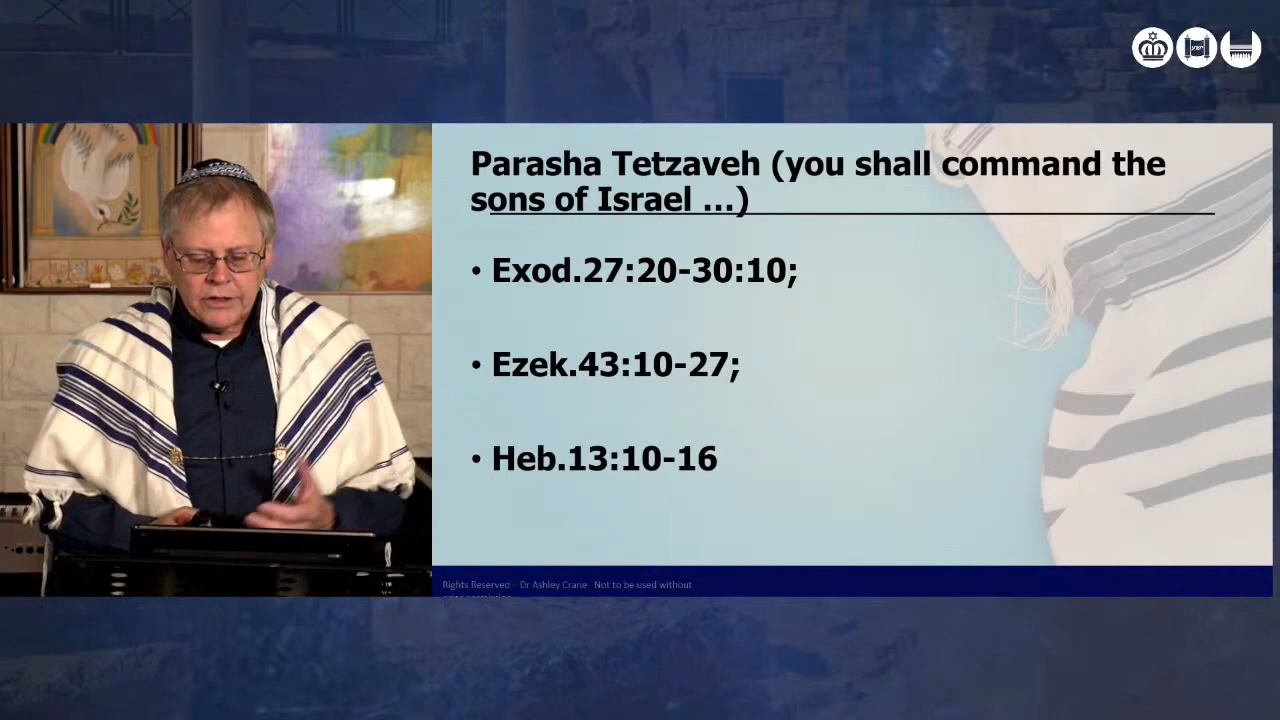 Parasha Tetzaveh (you shall command the
sons of Israel ...)
• Exod.27:20-30:10;
• Ezek.43:10-27;
• Heb.13:10-16
Rights Reserved – Dr Ashley Crane Not to be used without